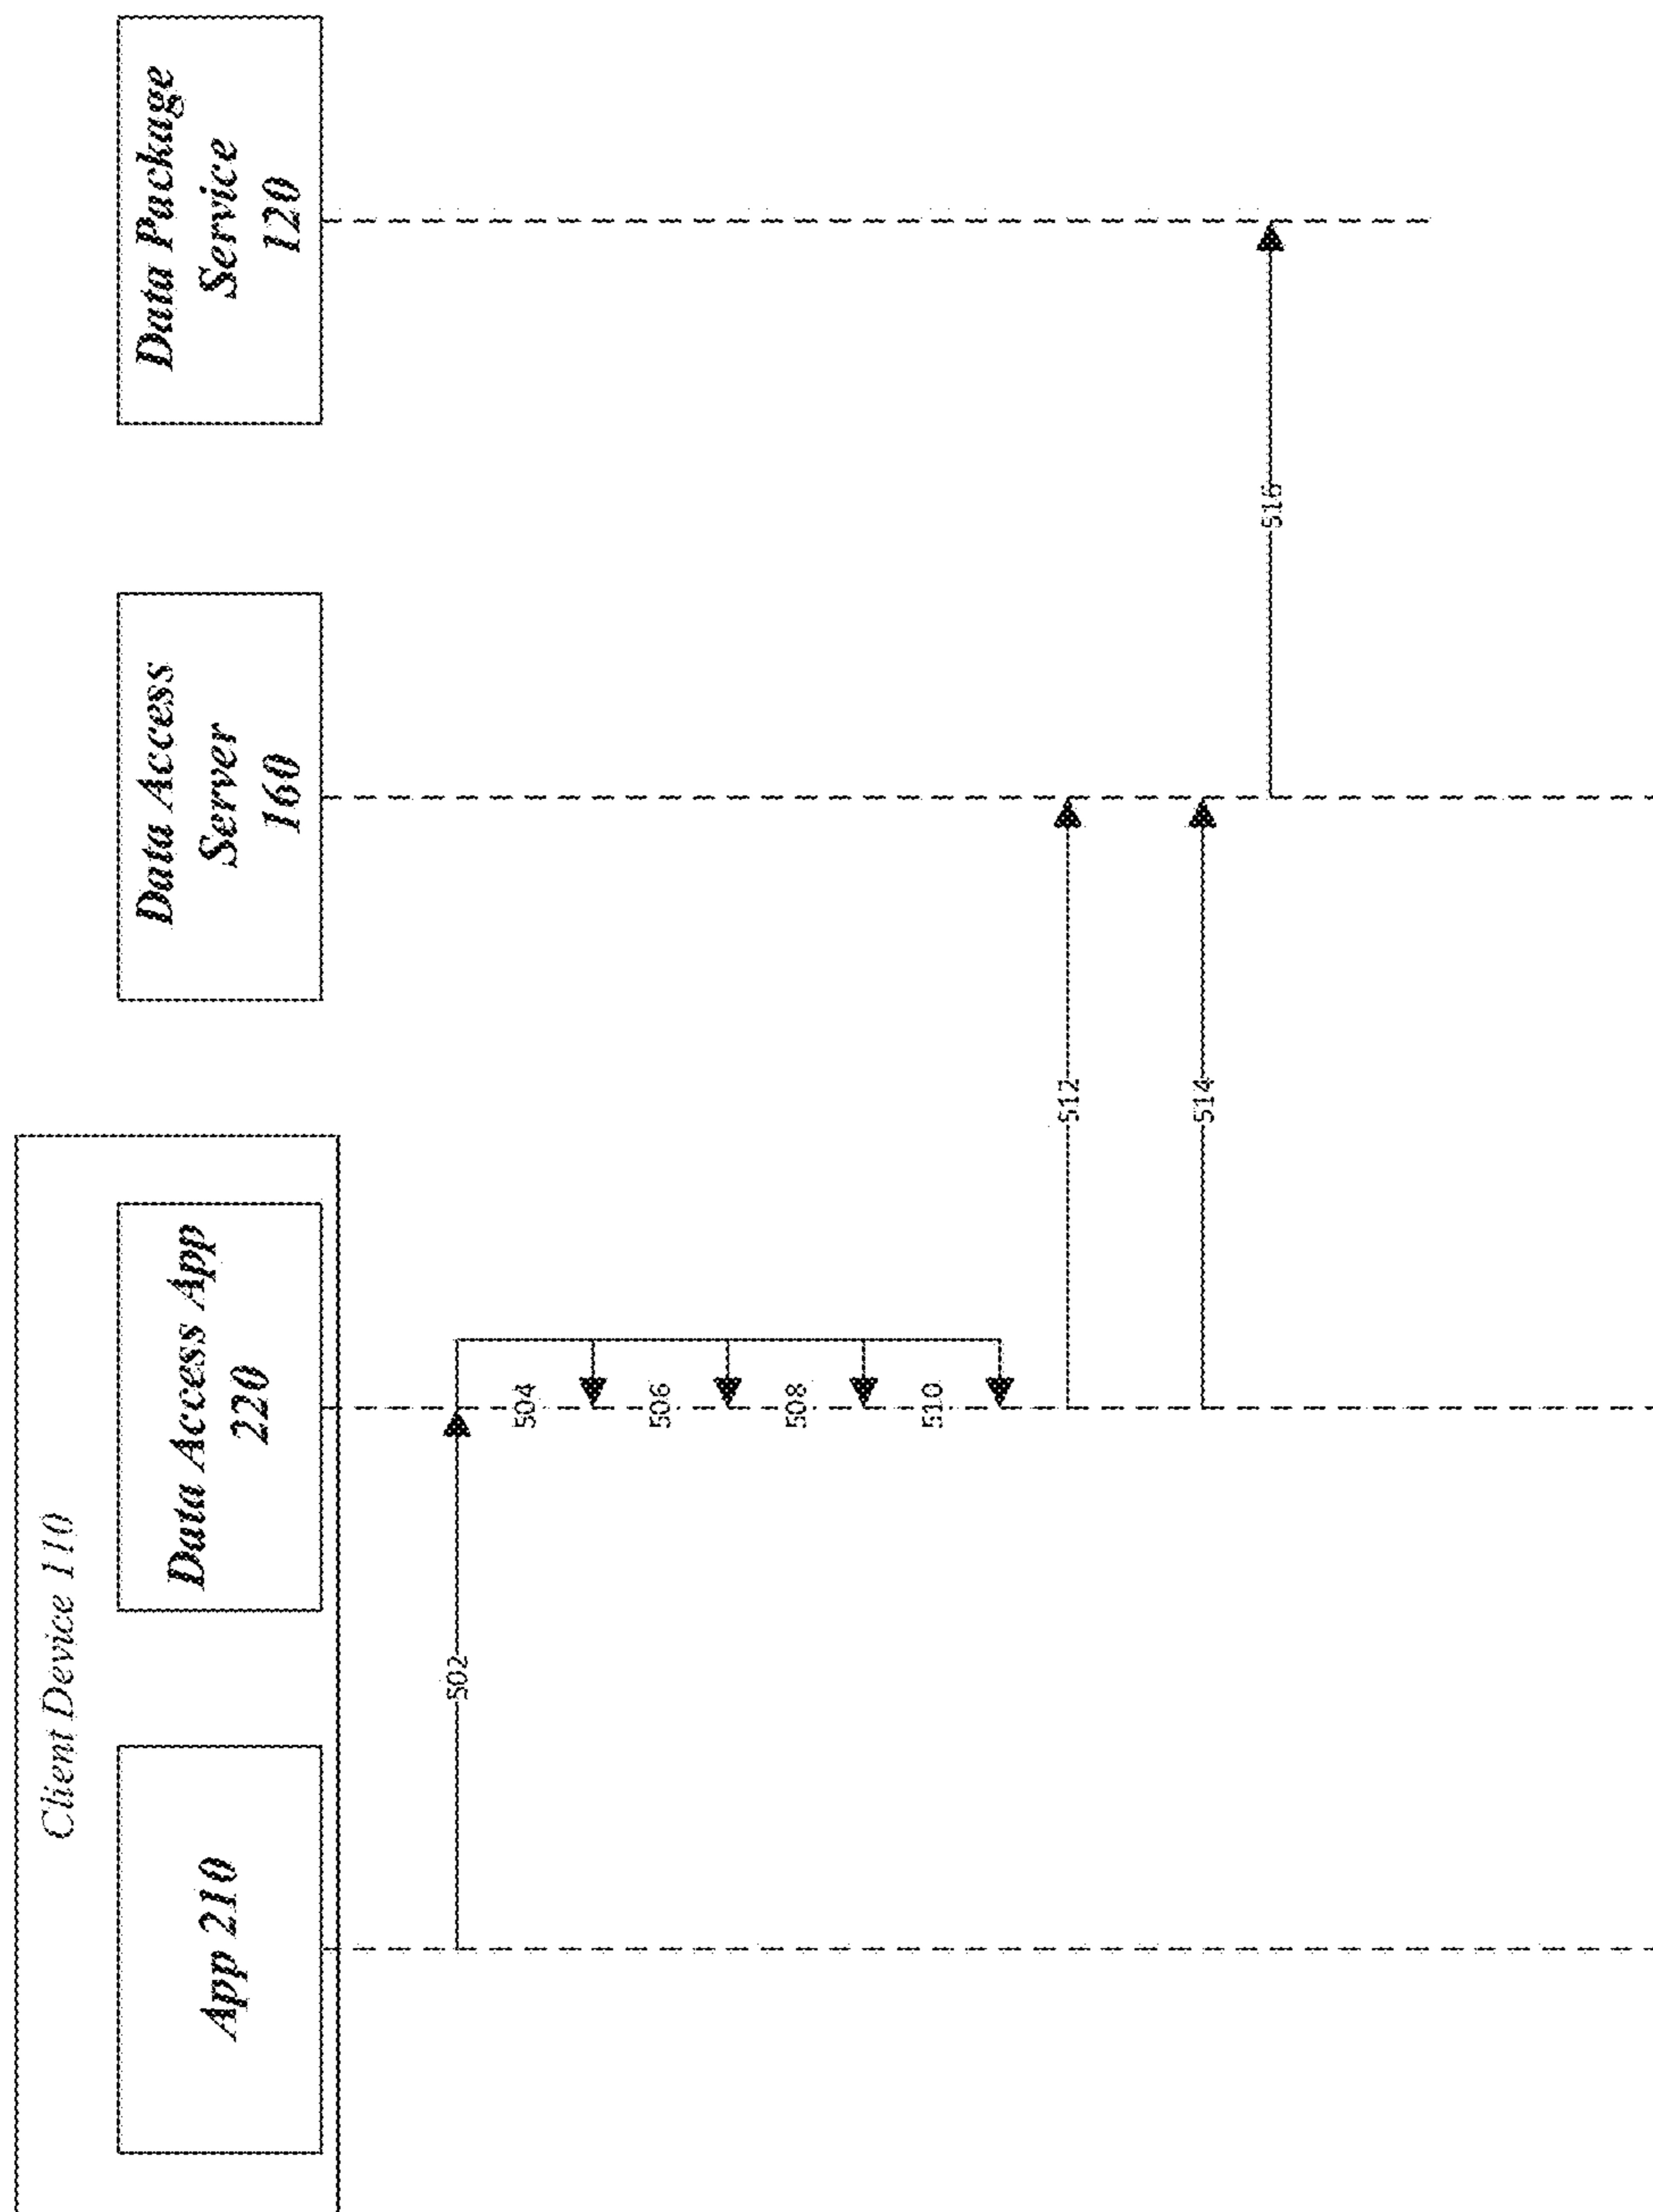 Client Device 110
App 210
Data Access App
220
Data Access
Server
160
Data Package
Service
120
502
504
506
508
510
512
514
516